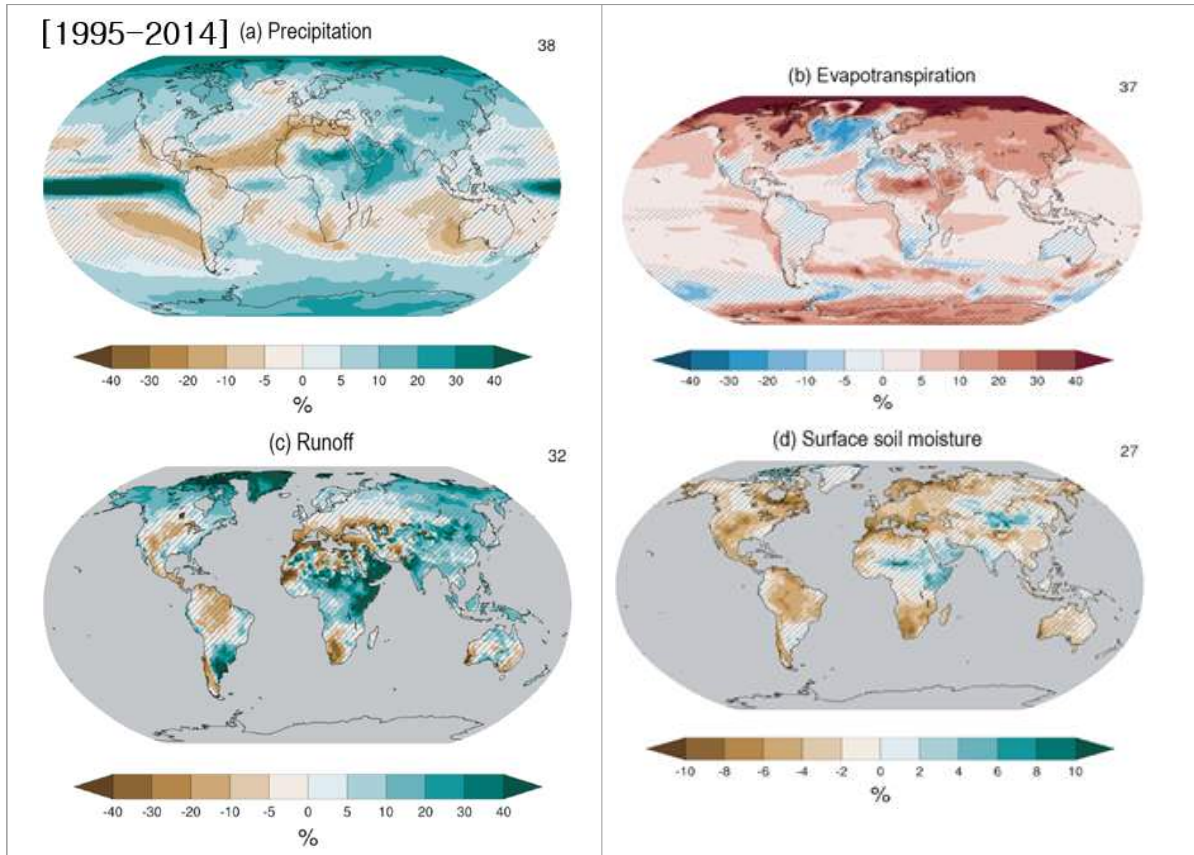 [1995-2014] (a) Precipitation
38
-40 -30 -20 -10 -5 0 5 10 20 30 40
%
(b) Evapotranspiration
37
-40 -30 -20 -10 -5 0 5 10 20 30 40
%
(c) Runoff
32
-40 -30 -20 -10 -5 0 5 10 20 30 40
%
(d) Surface soil moisture
27
-10 -8 -6 -4 -2 0 2 4 6 8 10
%